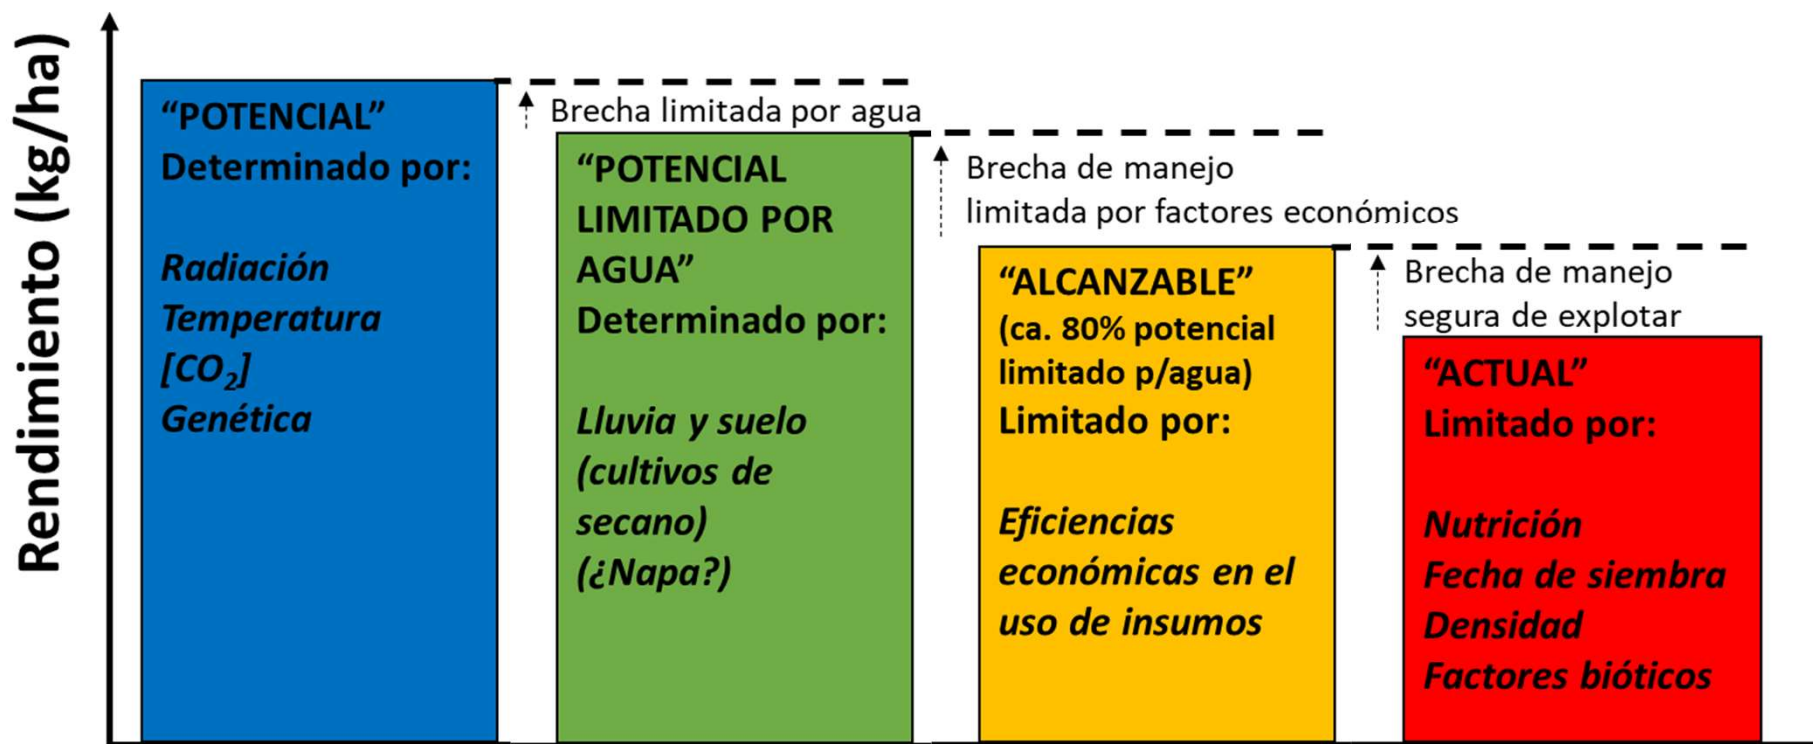 Rendimiento (kg/ha)
“POTENCIAL”
Determinado por:
Radiación
Temperatura
[CO₂]
Genética
Brecha limitada por agua
“POTENCIAL
LIMITADO POR
AGUA”
Determinado por:
Lluvia y suelo
(cultivos de
secano)
(¿Napa?)
Brecha de manejo
limitada por factores económicos
“ALCANZABLE”
(ca. 80% potencial
limitado p/agua)
Limitado por:
Eficiencias
económicas en el
uso de insumos
Brecha de manejo
segura de explotar
“ACTUAL”
Limitado por:
Nutrición
Fecha de siembra
Densidad
Factores bióticos